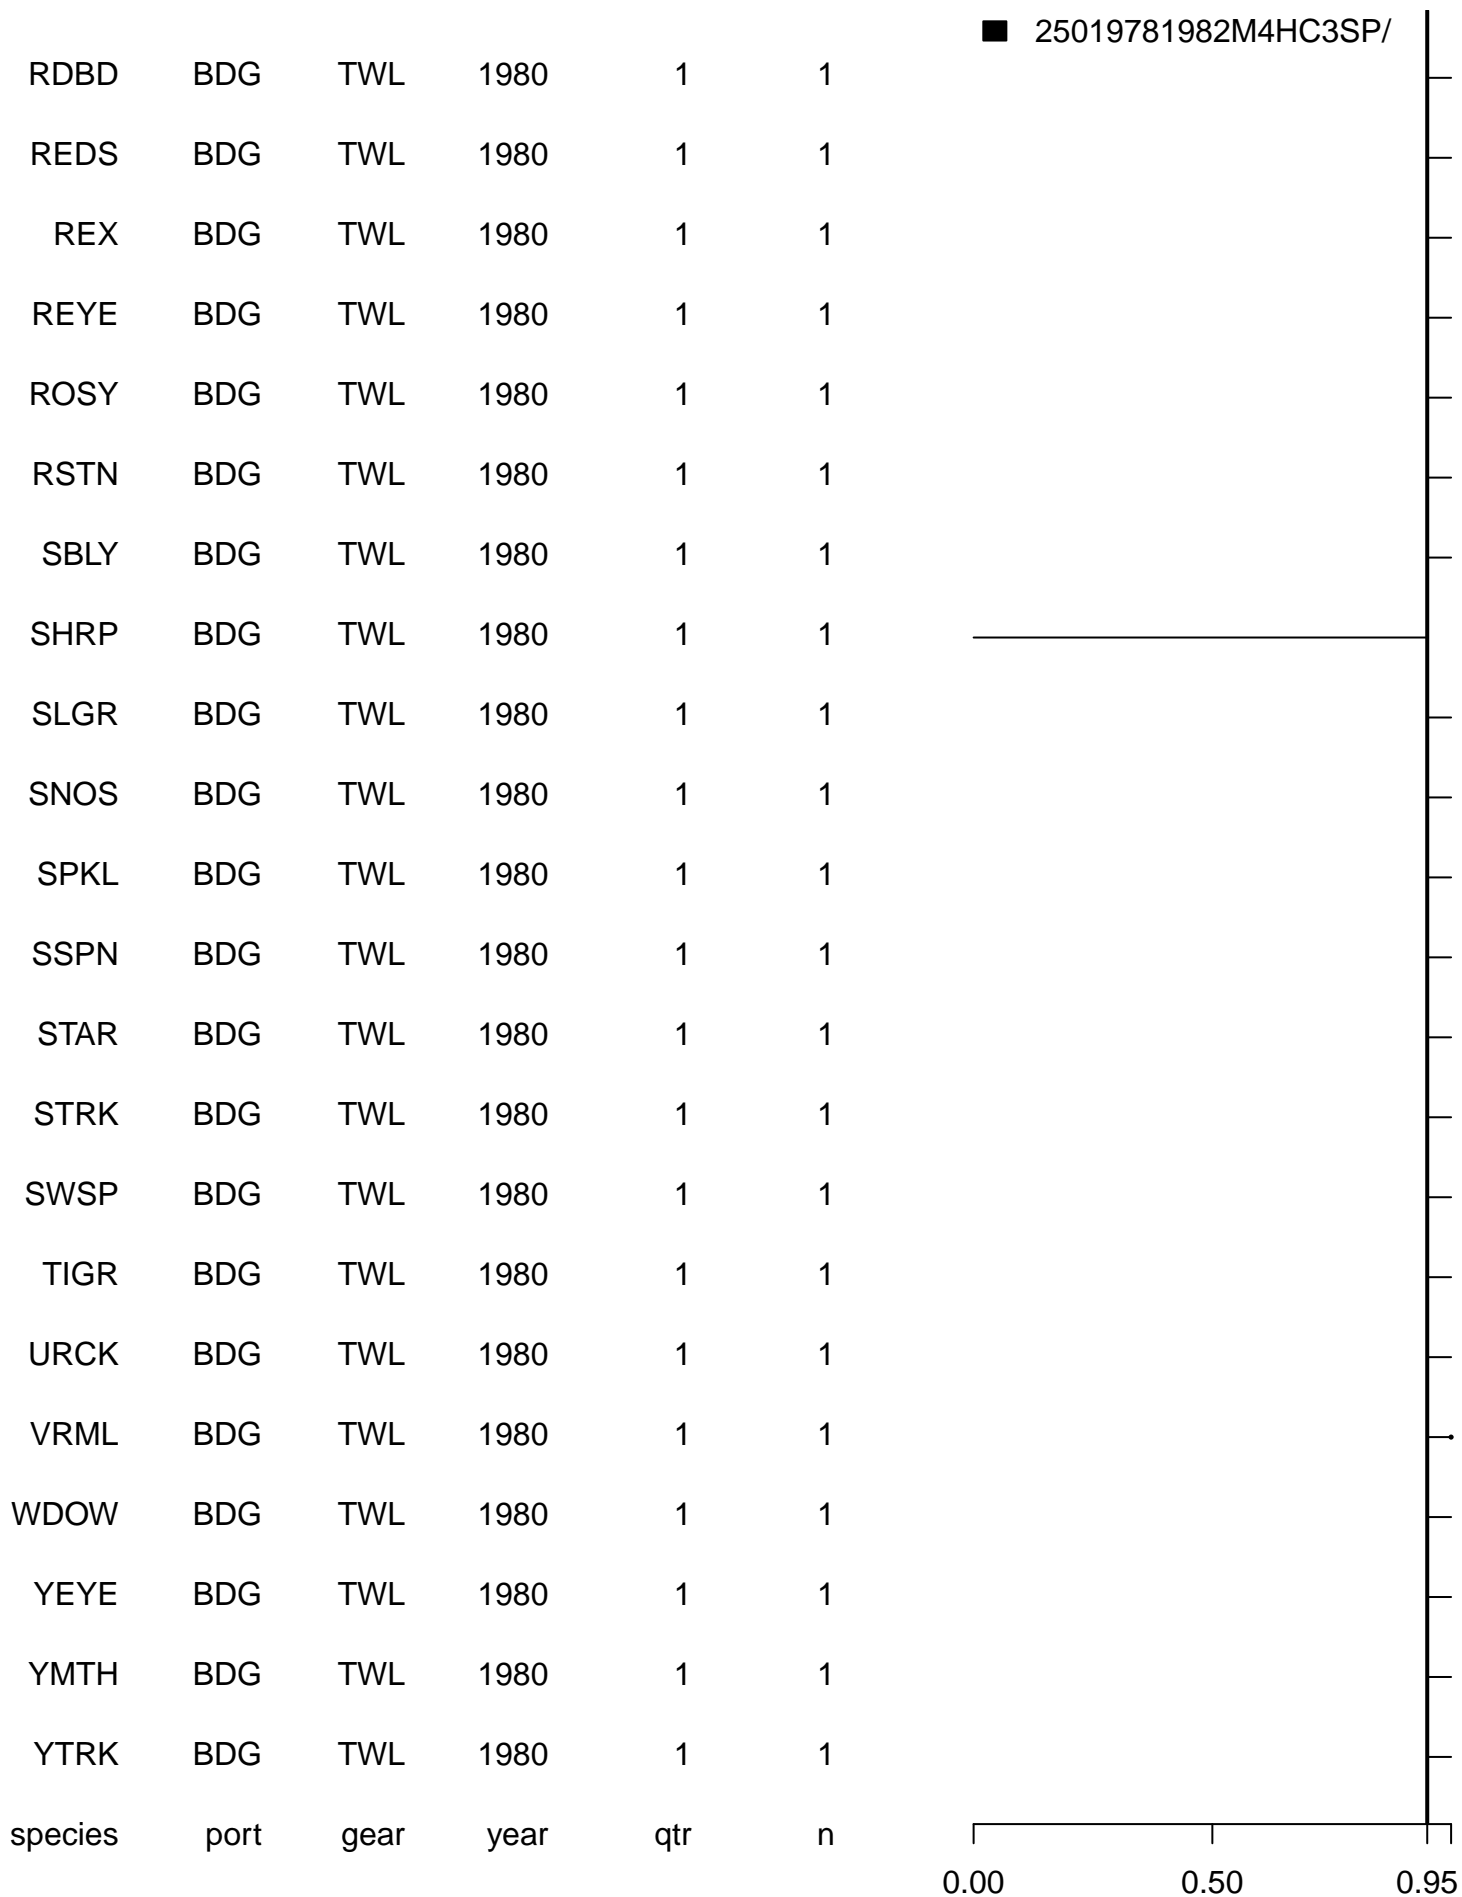 25019781982M4HC3SP/
RDBD BDG TWL 1980 1 1
REDS BDG TWL 1980 1 1
REX BDG TWL 1980 1 1
REYE BDG TWL 1980 1 1
ROSY BDG TWL 1980 1 1
RSTN BDG TWL 1980 1 1
SBLY BDG TWL 1980 1 1
SHRP BDG TWL 1980 1 1
SLGR BDG TWL 1980 1 1
SNOS BDG TWL 1980 1 1
SPKL BDG TWL 1980 1 1
SSPN BDG TWL 1980 1 1
STAR BDG TWL 1980 1 1
STRK BDG TWL 1980 1 1
SWSP BDG TWL 1980 1 1
TIGR BDG TWL 1980 1 1
URCK BDG TWL 1980 1 1
VRML BDG TWL 1980 1 1
WDOW BDG TWL 1980 1 1
YEYE BDG TWL 1980 1 1
YMTH BDG TWL 1980 1 1
YTRK BDG TWL 1980 1 1
species port gear year qtr n
0.00 0.50 0.95